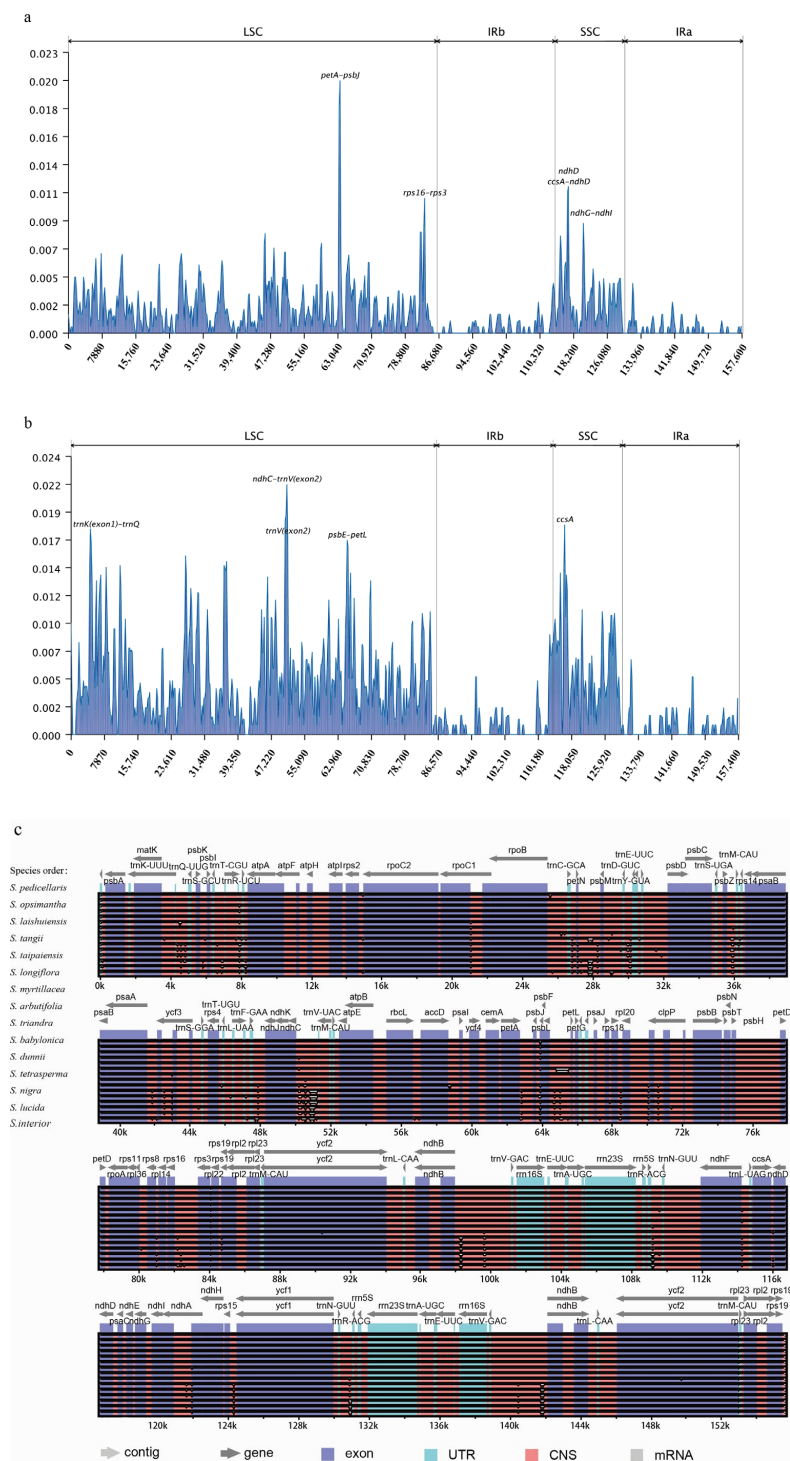 a
LSC IRb SSC IRa
0.023
petA-psbJ
0.020
0.018
0.016
0.014
ndhD
ccsA-ndhD
rps16-rps3
0.011
ndhG-ndhI
0.009
0.007
0.005
0.002
0.000
0 7880 15,760 23,640 31,520 39,400 47,280 55,160 63,040 70,920 78,800 86,680 94,560 102,440 110,320 118,200 126,080 133,960 141,840 149,720 157,600
b
LSC IRb SSC IRa
0.024
ndhC-trnV(exon2)
0.022
0.019
trnK(exon1)-trnQ trnV(exon2) psbE-petL ccsA
0.017
0.014
0.012
0.010
0.007
0.005
0.002
0.000
0 7870 15,740 23,610 31,480 39,350 47,220 55,090 62,960 70,830 78,700 86,570 94,440 102,310 110,180 118,050 125,920 133,790 141,660 149,530 157,400
c
rpoB trnE-UUC psbC trnM-CAU
matK psbK psbI
trnK-UUU trnQ-UUG trnT-CGU atpA atpF atpH atpI rps2 rpoC2 rpoC1 trnC-GCA trnD-GUC psbD trnS-UGA
Species order:
psbA trnS-GCU trnR-UCU petN psbM trnY-GUA psbZ rps14 psaB
S. pedicellaris
S. opsimantha
S. laishuiensis
S. tangii
S. taipaiensis
S. longiflora
0k 4k 8k 12k 16k 20k 24k 28k 32k 36k
S. myrtillacea
S. arbutifolia
psaA trnT-UGU atpB psbF psbN
S. triandra
psaB ycf3 rps4 trnF-GAA ndhK trnV-UAC atpE rbcL accD psaI cemA psbJ petL psaJ rpl20 clpP psbB psbT petD
trnS-GGA trnL-UAA ndhJ ndhC trnM-CAU ycf4 petA psbL petG rps18 psbH
S. babylonica
S. dunnii
S. tetrasperma
S. nigra
S. lucida
S.interior
40k 44k 48k 52k 56k 60k 64k 68k 72k 76k
rps19 rpl2 rpl23 ycf2 ndhB
petD rps11 rps8 rps16 rps3 rps19 rpl23 ycf2 trnL-CAA ndhB trnV-GAC trnE-UUC rrn23S rrn5S trnN-GUU ndhF ccsA
rpoA rpl36 rpl14 rpl22 rpl2 trnM-CAU ndhB rrn16S trnA-UGC trnR-ACG trnL-UAG ndhD
80k 84k 88k 92k 96k 100k 104k 108k 112k 116k
ndhH ycf1 rrn5S ndhB ycf2 rpl23 rpl2 rps19
ndhD ndhE ndhI ndhA rps15 ycf1 trnN-GUU rrn23S trnA-UGC rrn16S ndhB ycf2 trnM-CAU rps19
psaC ndhG trnR-ACG trnE-UUC trnV-GAC trnL-CAA rpl23 rpl2
120k 124k 128k 132k 136k 140k 144k 148k 152k
contig gene exon UTR CNS mRNA